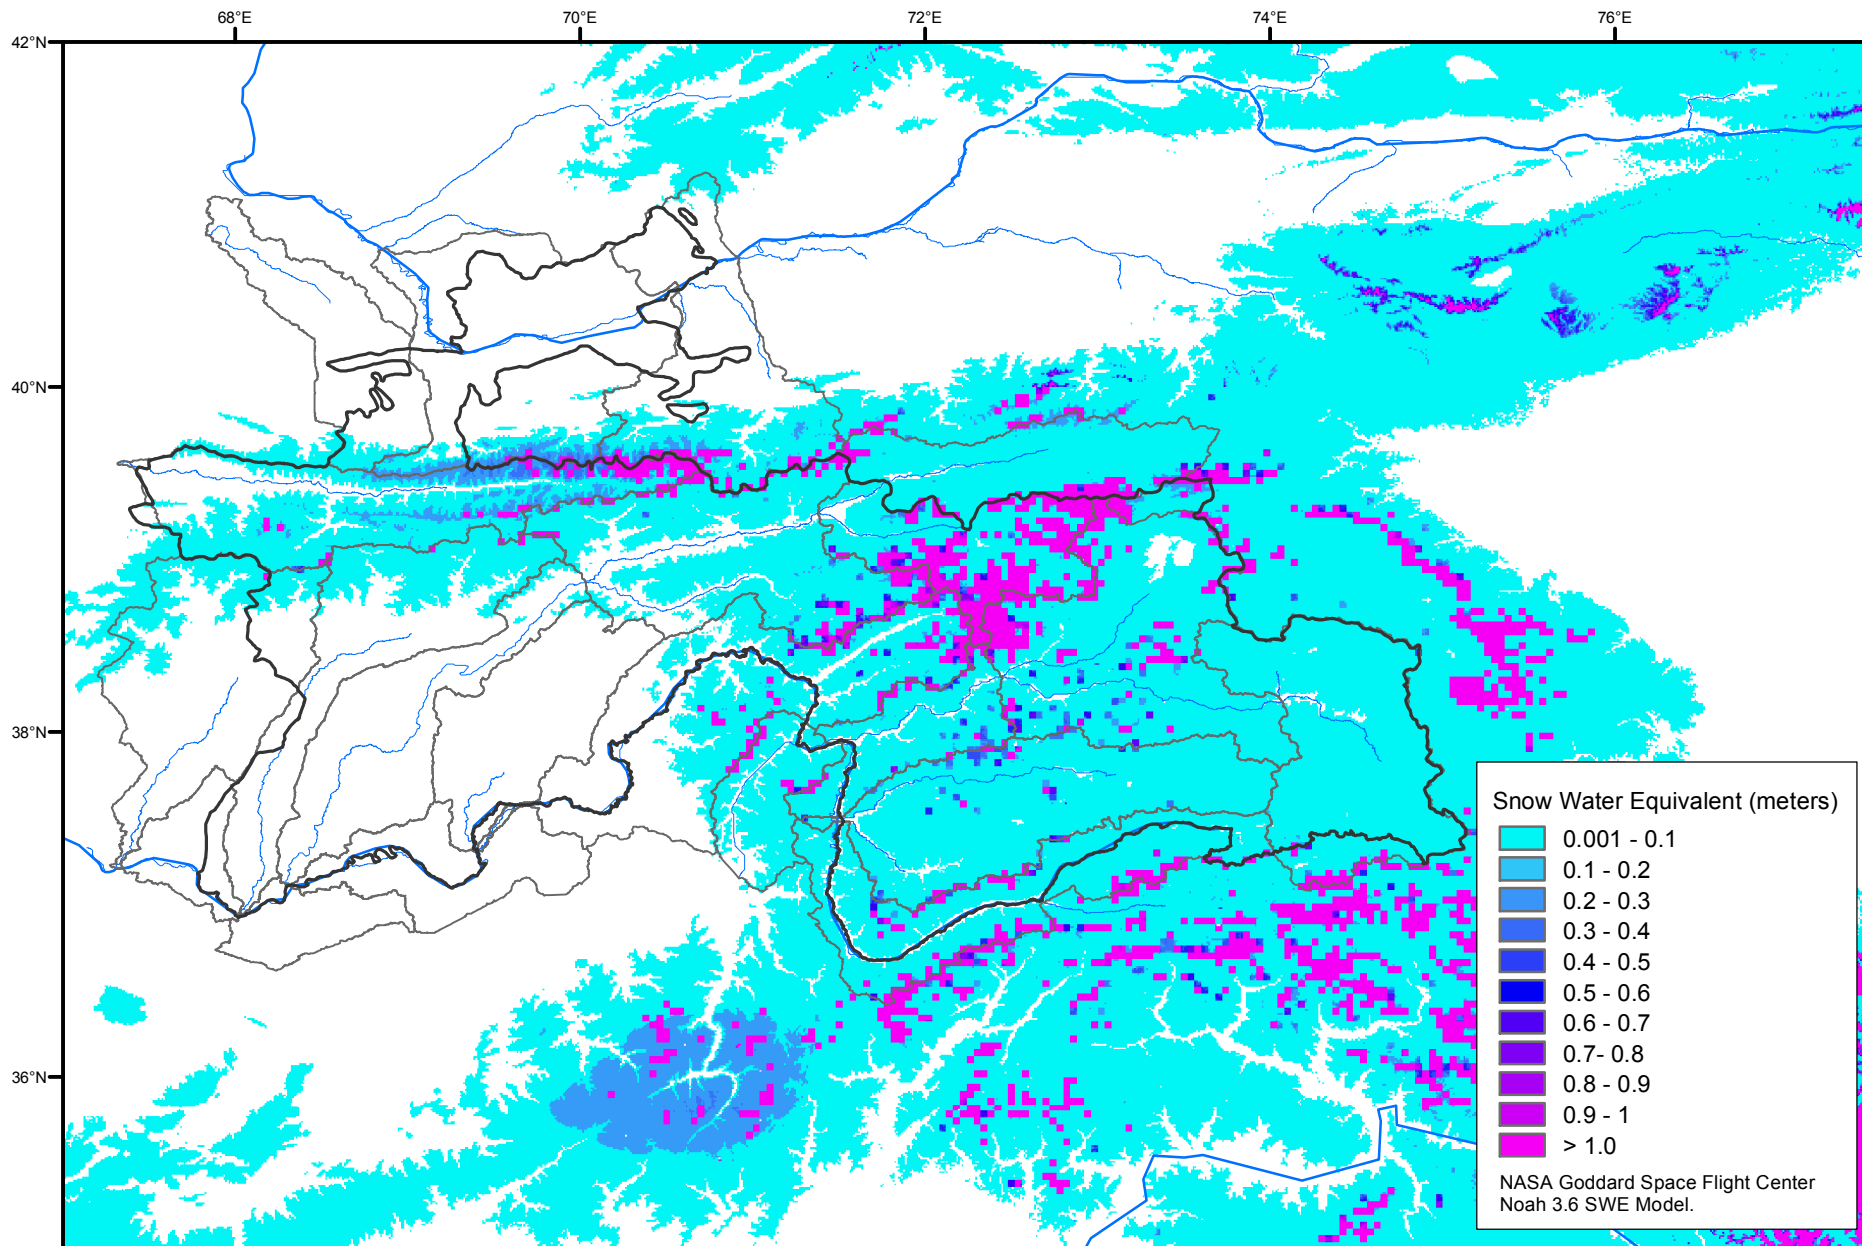 68°E 70°E 72°E 74°E 76°E
42°N
40°N
38°N
36°N
Snow Water Equivalent (meters)
0.001 - 0.1
0.1 - 0.2
0.2 - 0.3
0.3 - 0.4
0.4 - 0.5
0.5 - 0.6
0.6 - 0.7
0.7- 0.8
0.8 - 0.9
0.9 - 1
> 1.0
NASA Goddard Space Flight Center
Noah 3.6 SWE Model.